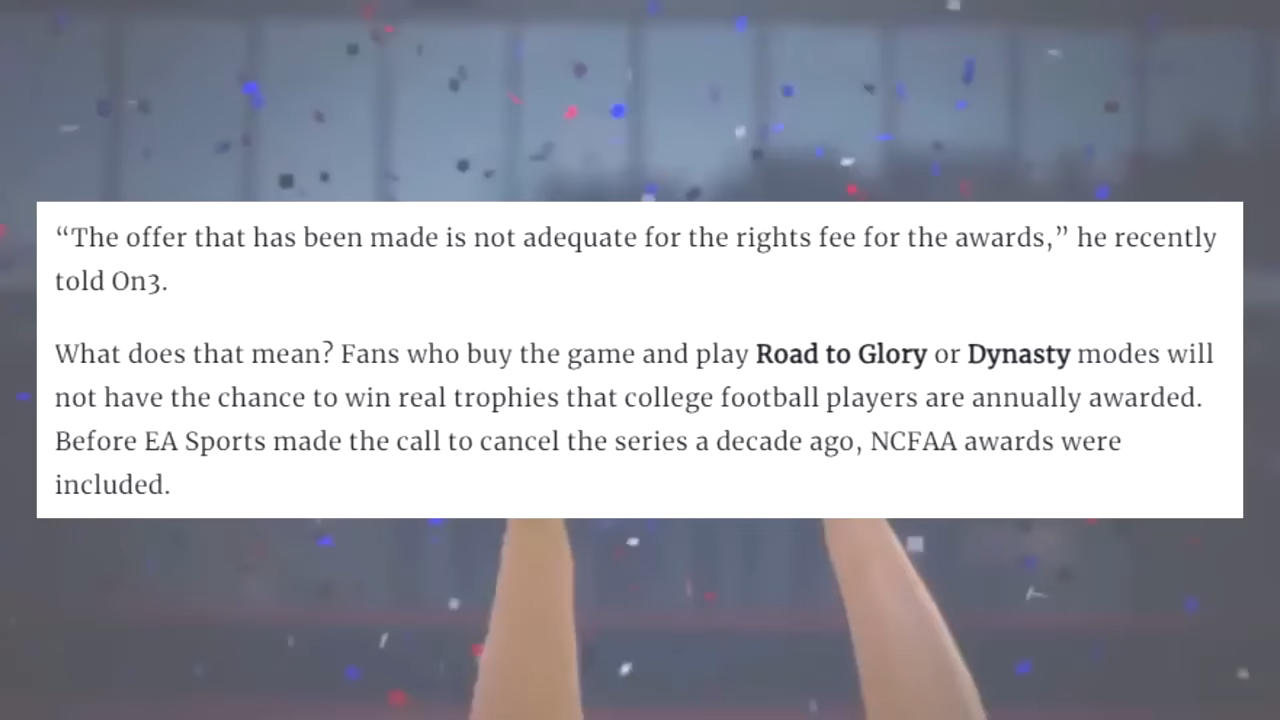 “The offer that has been made is not adequate for the rights fee for the awards,” he recently
told On3.
What does that mean? Fans who buy the game and play Road to Glory or Dynasty modes will
not have the chance to win real trophies that college football players are annually awarded.
Before EA Sports made the call to cancel the series a decade ago, NCFAA awards were
included.